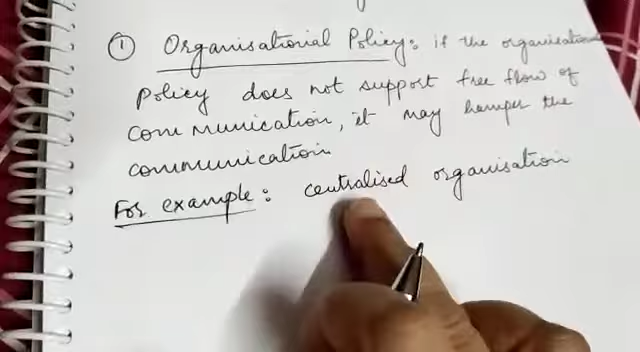 ① Organisational Policy: if the organisational
Policy does not support free flow of
communication, it may hamper the
communication.
For example: centralised organisation